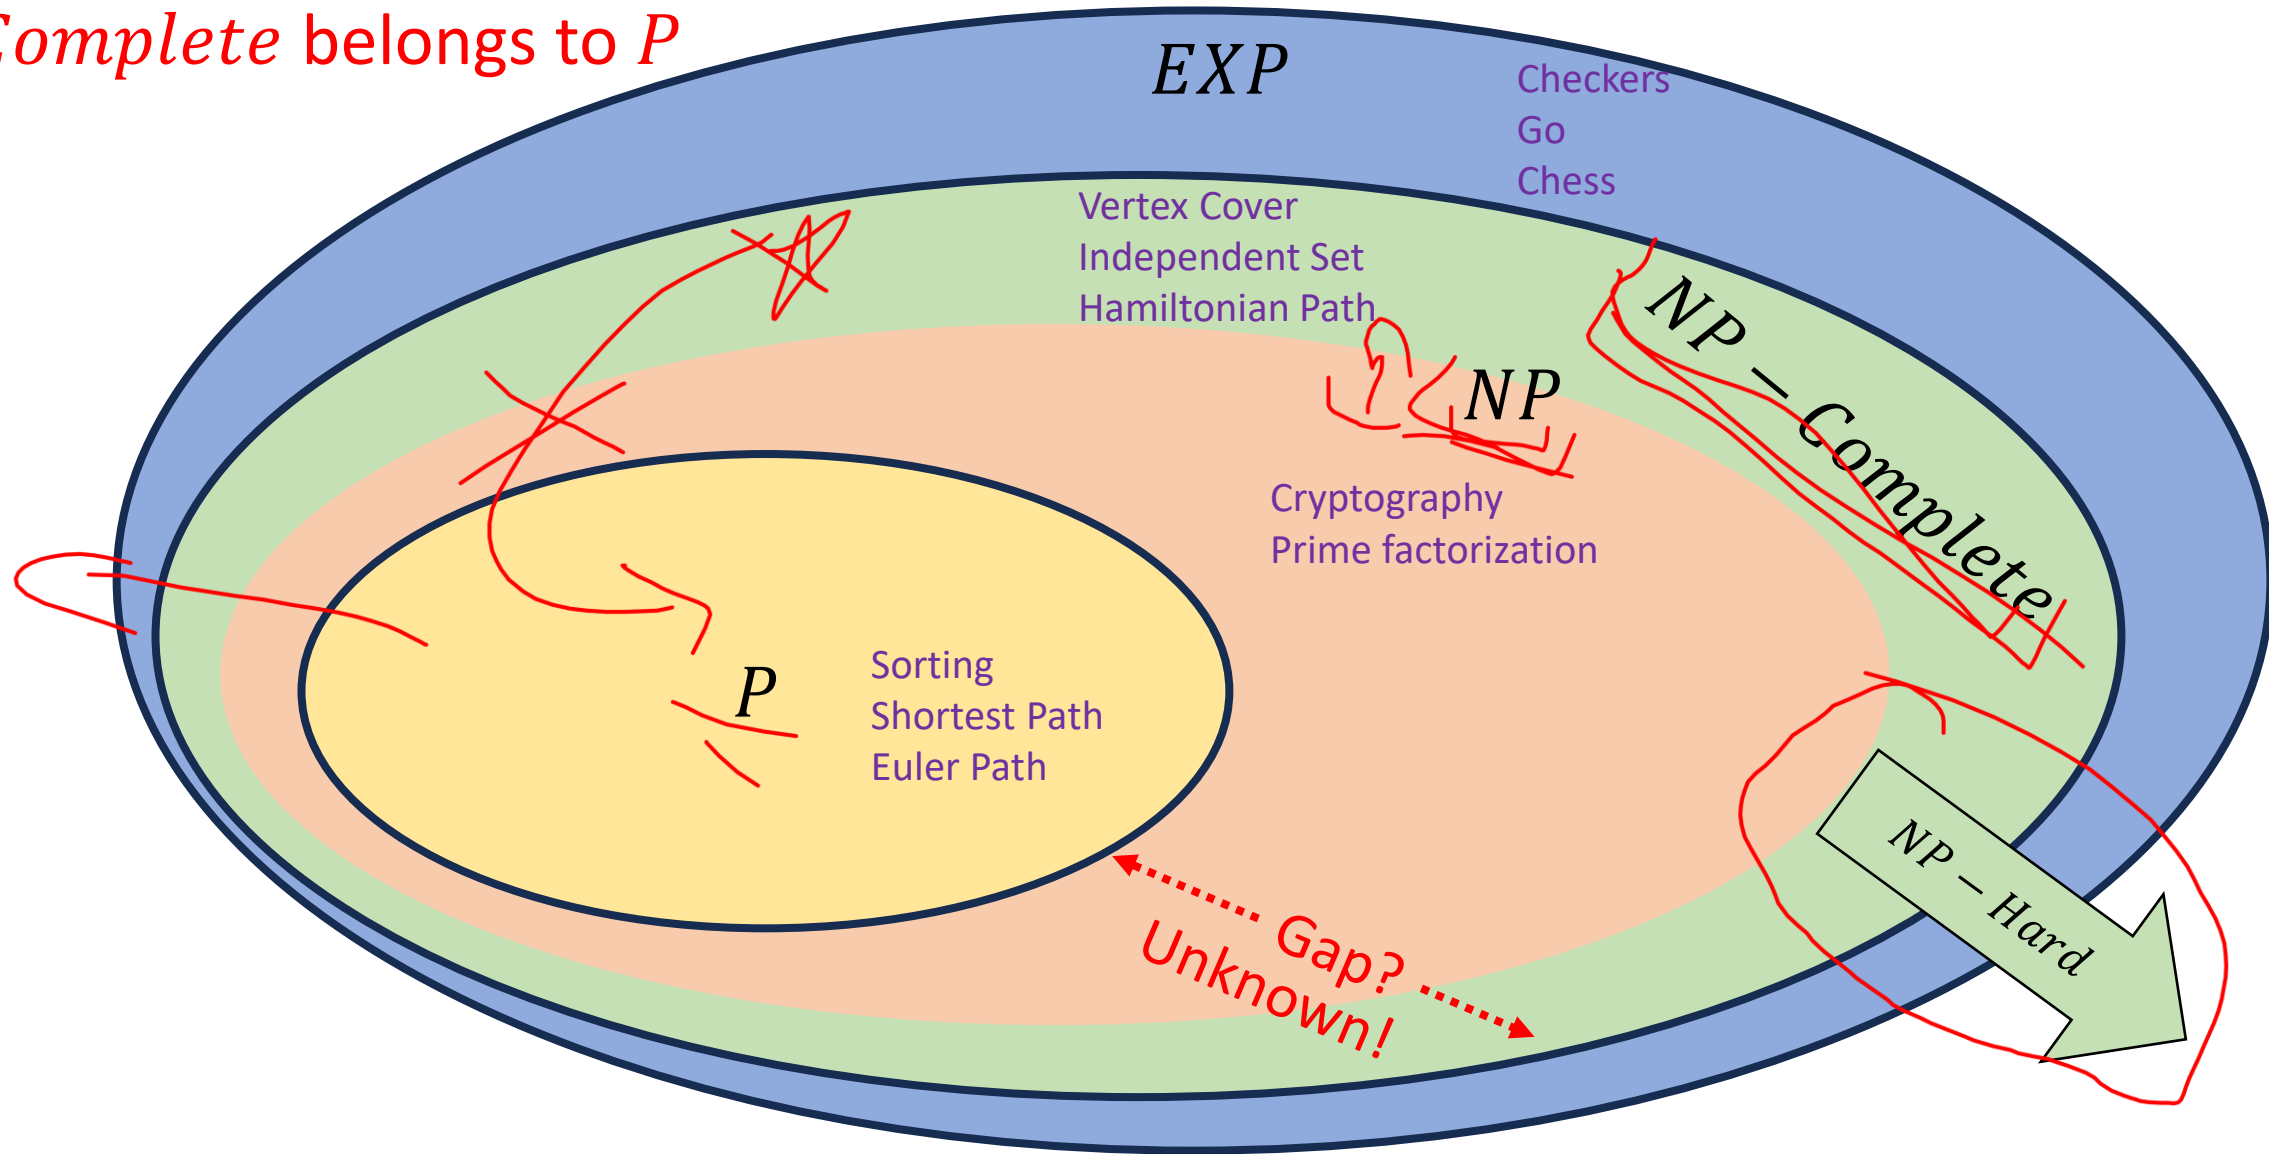 Complete belongs to P
EXP
Checkers
Go
Chess
Vertex Cover
Independent Set
Hamiltonian Path
NP – Complete
NP
Cryptography
Prime factorization
P
Sorting
Shortest Path
Euler Path
NP – Hard
Gap?
Unknown!